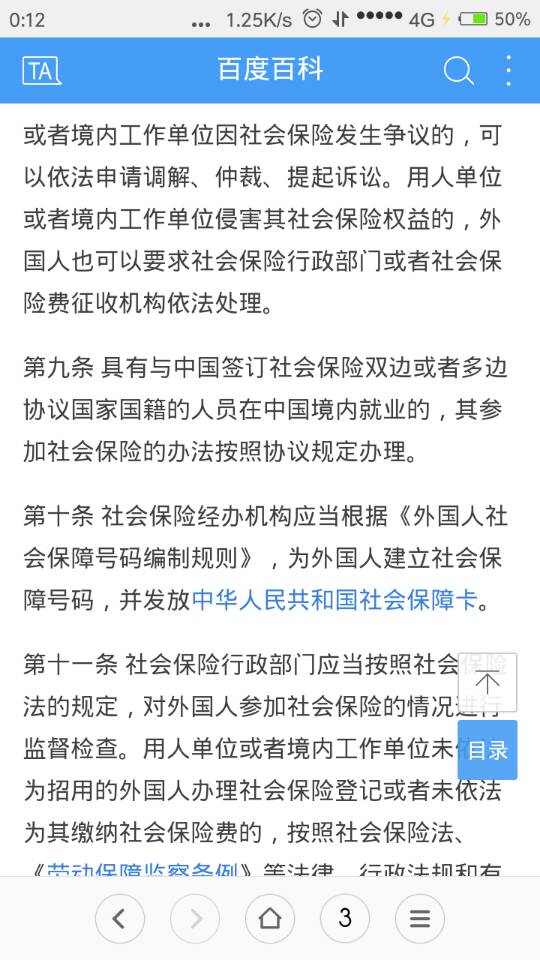 0:12 ... 1.25K/s 4G 50%
TA 百度百科
或者境内工作单位因社会保险发生争议的，可
以依法申请调解、仲裁、提起诉讼。用人单位
或者境内工作单位侵害其社会保险权益的，外
国人也可以要求社会保险行政部门或者社会保
险费征收机构依法处理。
第九条 具有与中国签订社会保险双边或者多边
协议国家国籍的人员在中国境内就业的，其参
加社会保险的办法按照协议规定办理。
第十条 社会保险经办机构应当根据《外国人社
会保障号码编制规则》，为外国人建立社会保
障号码，并发放中华人民共和国社会保障卡。
第十一条 社会保险行政部门应当按照社会保险
法的规定，对外国人参加社会保险的情况进行
监督检查。用人单位或者境内工作单位未依
目录
为招用的外国人办理社会保险登记或者未依法
为其缴纳社会保险费的，按照社会保险法、
《劳动保障监察条例》等法律、行政法规和有
3